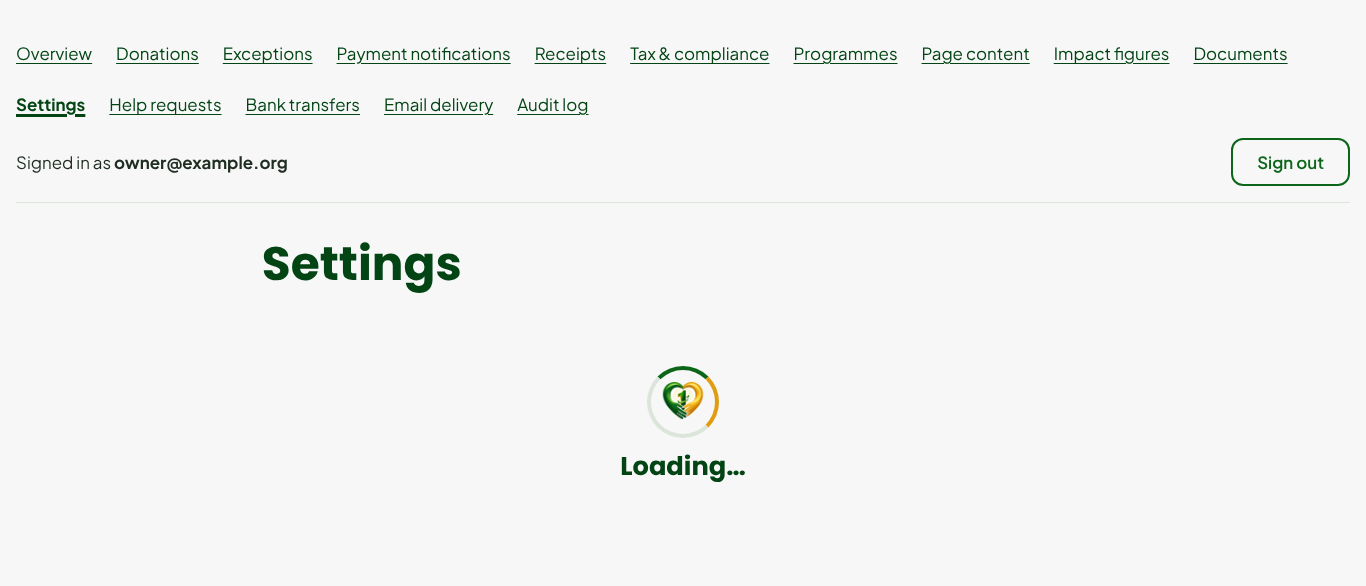 Overview Donations Exceptions Payment notifications Receipts Tax & compliance Programmes Page content Impact figures Documents
Settings Help requests Bank transfers Email delivery Audit log
Signed in as owner@example.org Sign out
Settings
1
Loading...